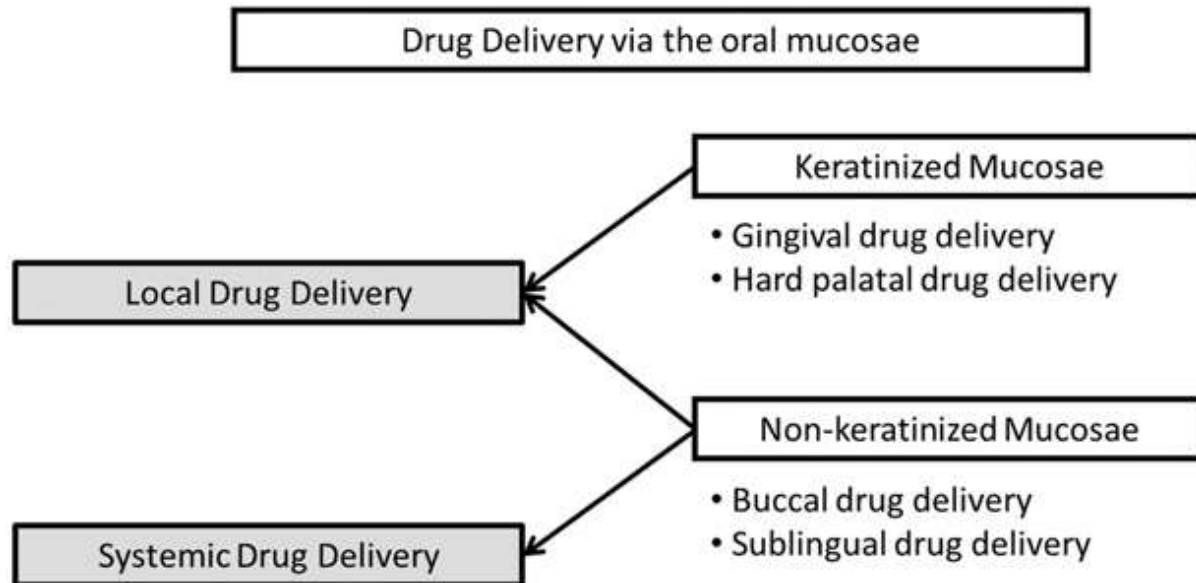 Drug Delivery via the oral mucosae
Keratinized Mucosae
• Gingival drug delivery
• Hard palatal drug delivery
Local Drug Delivery
Non-keratinized Mucosae
• Buccal drug delivery
• Sublingual drug delivery
Systemic Drug Delivery